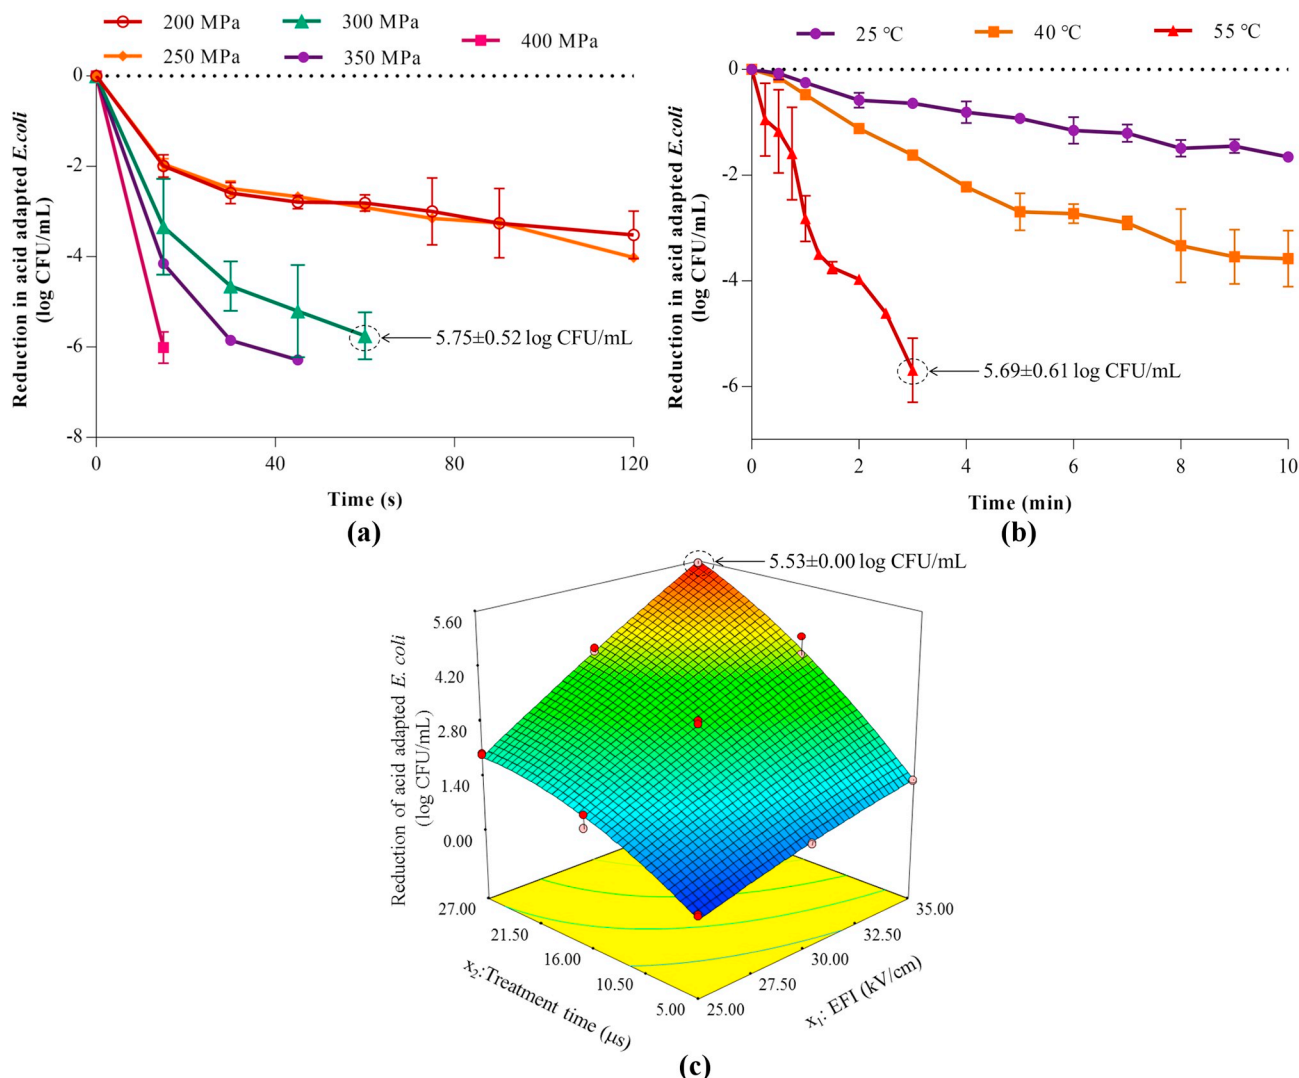 200 MPa
300 MPa
400 MPa
250 MPa
350 MPa
0
-2
-4
-6
-8
Reduction in acid adapted E.coli
(log CFU/mL)
5.75±0.52 log CFU/mL
0
40
80
120
Time (s)
(a)
25 ℃
40 ℃
55 ℃
0
-2
-4
-6
Reduction in acid adapted E.coli
(log CFU/mL)
5.69±0.61 log CFU/mL
0
2
4
6
8
10
Time (min)
(b)
5.53±0.00 log CFU/mL
5.60
4.20
2.80
1.40
0.00
Reduction of acid adapted E. coli
(log CFU/mL)
27.00
21.50
16.00
10.50
5.00
x2:Treatment time (μs)
25.00
27.50
30.00
32.50
35.00
x1: EFI (kV/cm)
(c)